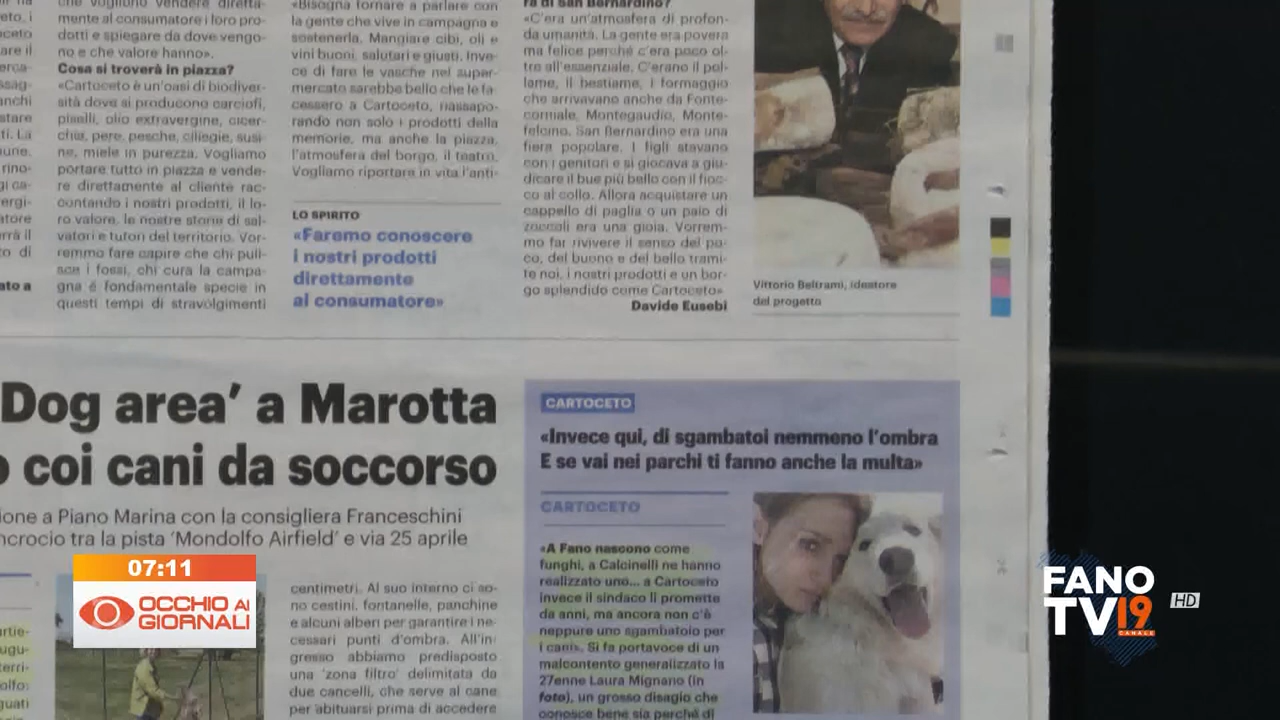 che vogliono vendere diretta-
mente al consumatore i loro pro-
dotti e spiegare da dove vengo-
no e che valore hanno».
Cosa si troverà in piazza?
«Cartoceto è un'oasi di biodiver-
sità dove si producono carciofi,
piselli, olio extravergine, cicer-
chia, pere, pesche, ciliegie, susi-
ne, miele in purezza. Vogliamo
portare tutto in piazza e vende-
re direttamente al cliente rac-
contando i nostri prodotti, il lo-
ro valore, le nostre storie di sal-
vatori e tutori del territorio. Vor-
remmo fare capire che chi puli-
sce i fossi, chi cura la campa-
gna è fondamentale specie in
questi tempi di stravolgimenti
«Bisogna tornare a parlare con
la gente che vive in campagna e
sostenerla. Mangiare cibi, oli e
vini buoni, salutari e giusti. Inve-
ce di fare le vasche nei super-
mercato sarebbe bello che le fa-
cessero a Cartoceto, riassapo-
rando non solo i prodotti della
memorie, ma anche la piazza,
l'atmosfera del borgo, il teatro.
Vogliamo riportare in vita l'anti-
LO SPIRITO
«Faremo conoscere
i nostri prodotti
direttamente
al consumatore»
ra di San Bernardino?
«C'era un'atmosfera di profon-
da umanità. La gente era povera
ma felice perché c'era poco ol-
tre all'essenziale. C'erano il pol-
lame, il bestiame, i formaggio
che arrivavano anche da Fonte-
corniale, Montegaudio, Monte-
felcino. San Bernardino era una
fiera popolare. I figli stavano
con i genitori e si giocava a giu-
dicare il bue più bello con il fioc-
co al collo. Allora acquistare un
cappello di paglia o un paio di
zoccoli era una gioia. Vorrem-
mo far rivivere il senso del po-
co, del buono e del bello trami-
te noi, i nostri prodotti e un bor-
go splendido come Cartoceto»
Davide Eusebi
Vittorio Beltrami, ideatore
del progetto
Dog area' a Marotta
coi cani da soccorso
ione a Piano Marina con la consigliera Franceschini
ncrocio tra la pista 'Mondolfo Airfield' e via 25 aprile
centimetri. Al suo interno ci so-
no cestini, fontanelle, panchine
e alcuni alberi per garantire i ne-
cessari punti d'ombra. All'in-
gresso abbiamo predisposto
una 'zona filtro' delimitata da
due cancelli, che serve al cane
per abituarsi prima di accedere
CARTOCETO
«Invece qui, di sgambatoi nemmeno l'ombra
E se vai nei parchi ti fanno anche la multa»
CARTOCETO
«A Fano nascono come
funghi, a Calcinelli ne hanno
realizzato uno... a Cartoceto
invece il sindaco li promette
da anni, ma ancora non c'è
neppure uno sgambatoio per
i cani». Si fa portavoce di un
malcontento generalizzato la
27enne Laura Mignano (in
foto), un grosso disagio che
conosce bene sia perché di
07:11
OCCHIO AI
GIORNALI
FANO
TV 19
CANALE
HD